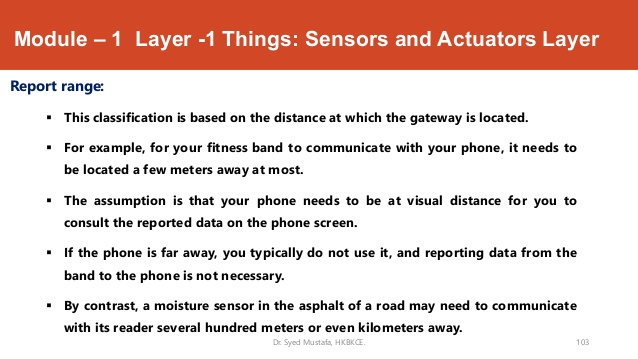 Module – 1  Layer -1 Things: Sensors and Actuators Layer
Report range:
▪ This classification is based on the distance at which the gateway is located.
▪ For example, for your fitness band to communicate with your phone, it needs to
be located a few meters away at most.
▪ The assumption is that your phone needs to be at visual distance for you to
consult the reported data on the phone screen.
▪ If the phone is far away, you typically do not use it, and reporting data from the
band to the phone is not necessary.
▪ By contrast, a moisture sensor in the asphalt of a road may need to communicate
with its reader several hundred meters or even kilometers away.
Dr. Syed Mustafa, HKBKCE. 103